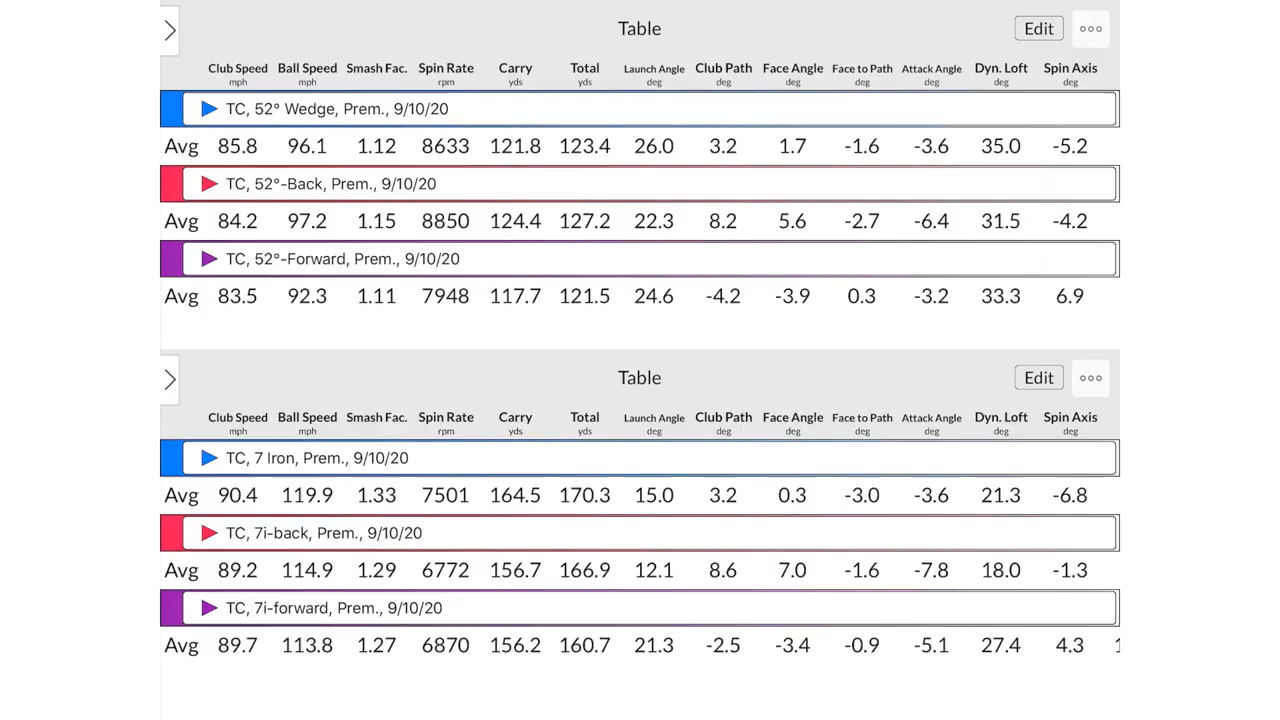 Table Edit
Club Speed Ball Speed Smash Fac. Spin Rate Carry Total Launch Angle Club Path Face Angle Face to Path Attack Angle Dyn. Loft Spin Axis
mph mph rpm yds yds deg deg deg deg deg deg deg
TC, 52° Wedge, Prem., 9/10/20
Avg 85.8 96.1 1.12 8633 121.8 123.4 26.0 3.2 1.7 -1.6 -3.6 35.0 -5.2
TC, 52°-Back, Prem., 9/10/20
Avg 84.2 97.2 1.15 8850 124.4 127.2 22.3 8.2 5.6 -2.7 -6.4 31.5 -4.2
TC, 52°-Forward, Prem., 9/10/20
Avg 83.5 92.3 1.11 7948 117.7 121.5 24.6 -4.2 -3.9 0.3 -3.2 33.3 6.9
Table Edit
Club Speed Ball Speed Smash Fac. Spin Rate Carry Total Launch Angle Club Path Face Angle Face to Path Attack Angle Dyn. Loft Spin Axis
mph mph rpm yds yds deg deg deg deg deg deg deg
TC, 7 Iron, Prem., 9/10/20
Avg 90.4 119.9 1.33 7501 164.5 170.3 15.0 3.2 0.3 -3.0 -3.6 21.3 -6.8
TC, 7i-back, Prem., 9/10/20
Avg 89.2 114.9 1.29 6772 156.7 166.9 12.1 8.6 7.0 -1.6 -7.8 18.0 -1.3
TC, 7i-forward, Prem., 9/10/20
Avg 89.7 113.8 1.27 6870 156.2 160.7 21.3 -2.5 -3.4 -0.9 -5.1 27.4 4.3